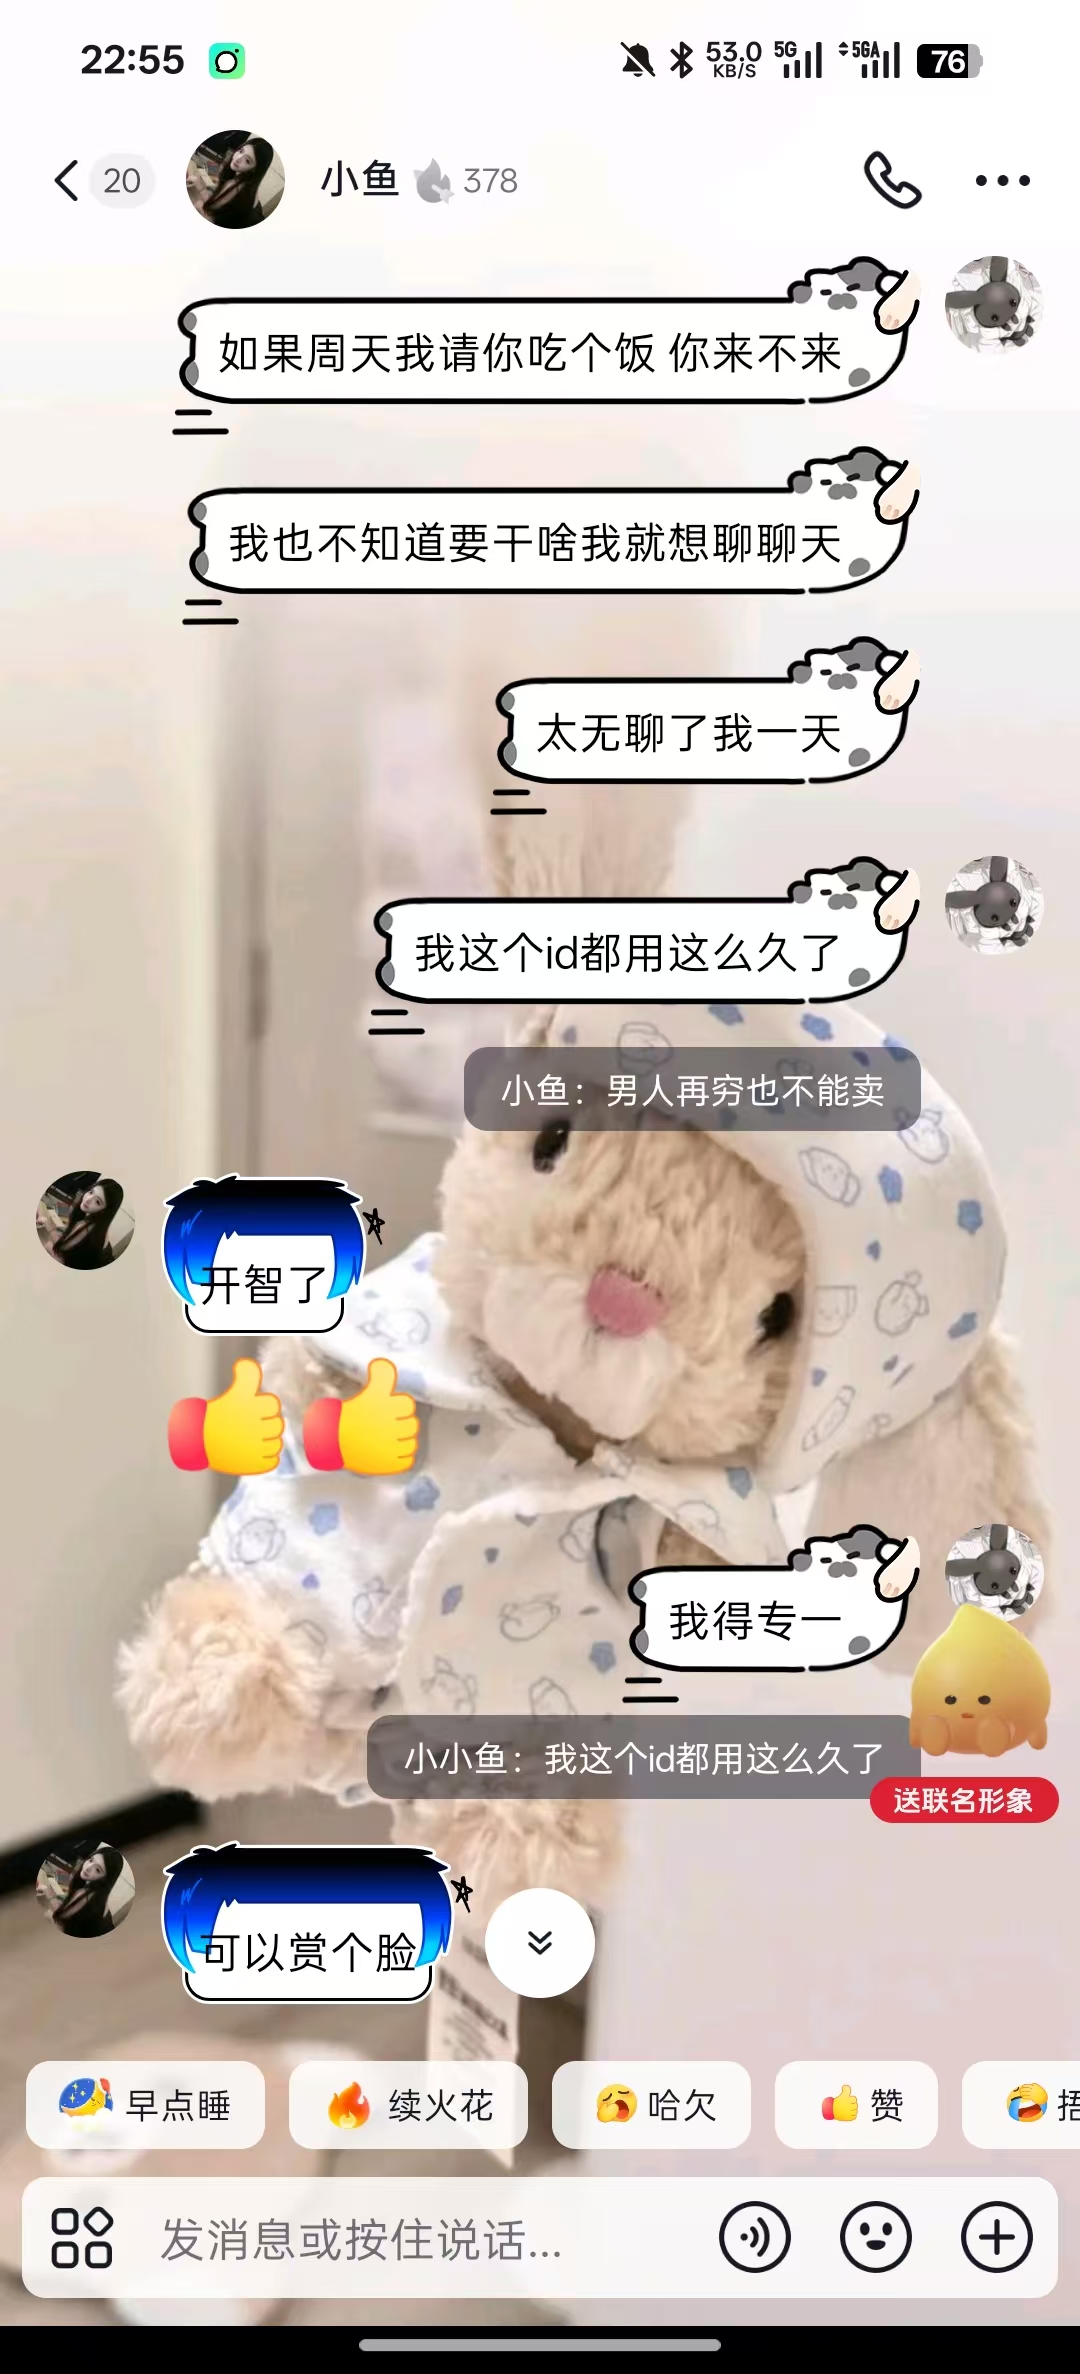 22:55
53.0
KB/S
5G
5GA
76
20
小鱼
378
如果周天我请你吃个饭 你来不来
我也不知道要干啥我就想聊聊天
太无聊了我一天
我这个id都用这么久了
小鱼：男人再穷也不能卖
开智了
我得专一
小小鱼：我这个id都用这么久了
送联名形象
可以赏个脸
早点睡
续火花
哈欠
赞
捂
发消息或按住说话...